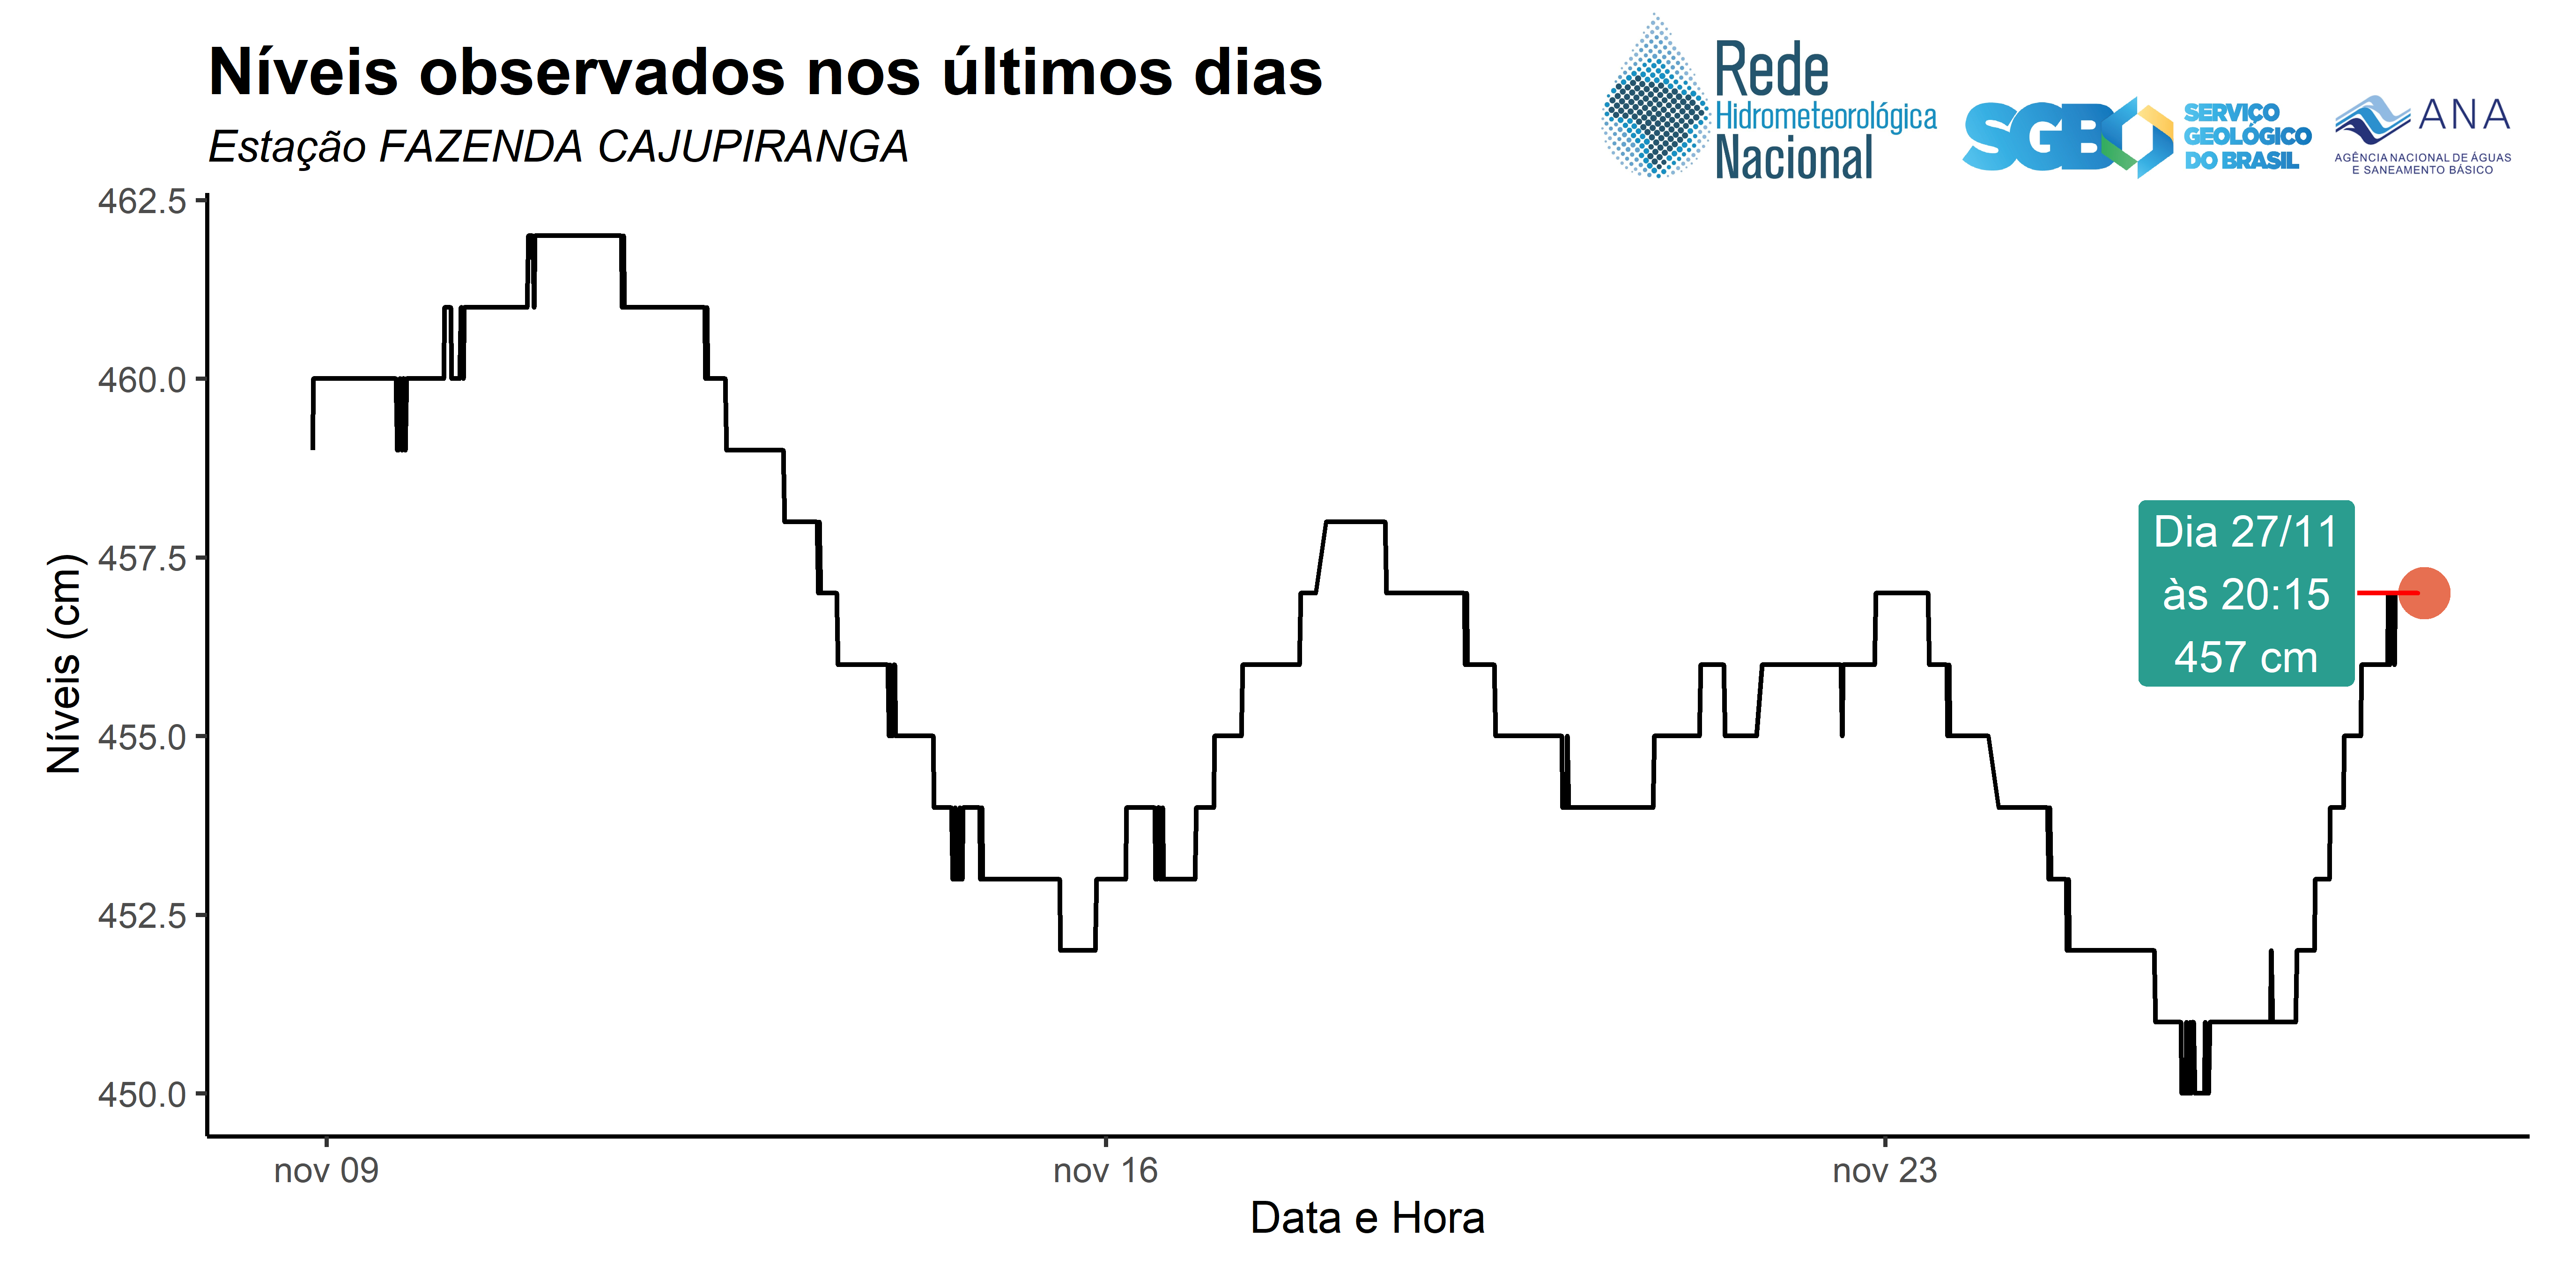 Níveis observados nos últimos dias
Estação FAZENDA CAJUPIRANGA
Rede
Hidrometeorológica
Nacional
SGB
SERVIÇO
GEOLÓGICO
DO BRASIL
ANA
AGÊNCIA NACIONAL DE ÁGUAS
E SANEAMENTO BÁSICO
Níveis (cm)
462.5
460.0
457.5
455.0
452.5
450.0
Dia 27/11
às 20:15
457 cm
nov 09
nov 16
nov 23
Data e Hora